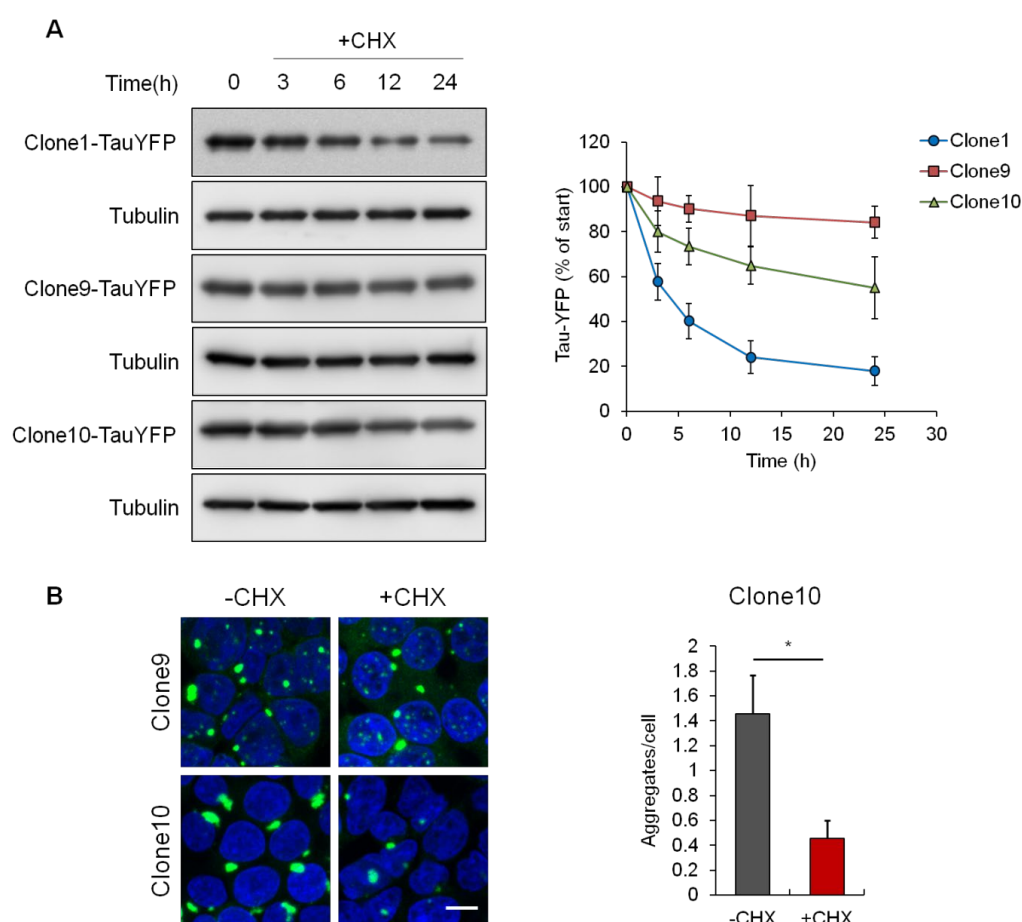 A
+CHX
Time(h) 0 3 6 12 24
Clone1-TauYFP
Tubulin
Clone9-TauYFP
Tubulin
Clone10-TauYFP
Tubulin
Tau-YFP (% of start)
120
100
80
60
40
20
0
0 5 10 15 20 25 30
Time (h)
Clone1
Clone9
Clone10
B
-CHX +CHX
Clone9
Clone10
Clone10
*
Aggregates/cell
2
1.8
1.6
1.4
1.2
1
0.8
0.6
0.4
0.2
0
-CHX +CHX